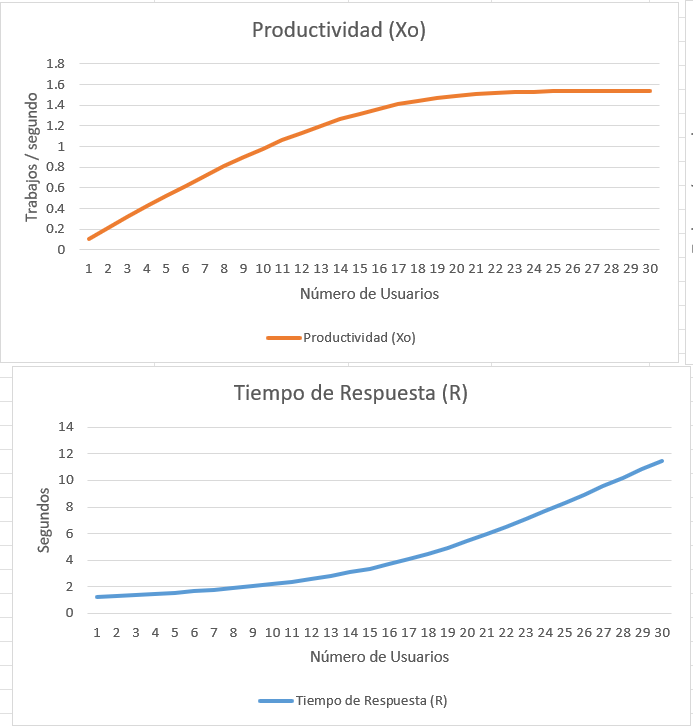 Productividad (Xo)
Trabajos / segundo
1.8
1.6
1.4
1.2
1
0.8
0.6
0.4
0.2
0
1 2 3 4 5 6 7 8 9 10 11 12 13 14 15 16 17 18 19 20 21 22 23 24 25 26 27 28 29 30
Número de Usuarios
Productividad (Xo)
Tiempo de Respuesta (R)
Segundos
14
12
10
8
6
4
2
0
1 2 3 4 5 6 7 8 9 10 11 12 13 14 15 16 17 18 19 20 21 22 23 24 25 26 27 28 29 30
Número de Usuarios
Tiempo de Respuesta (R)